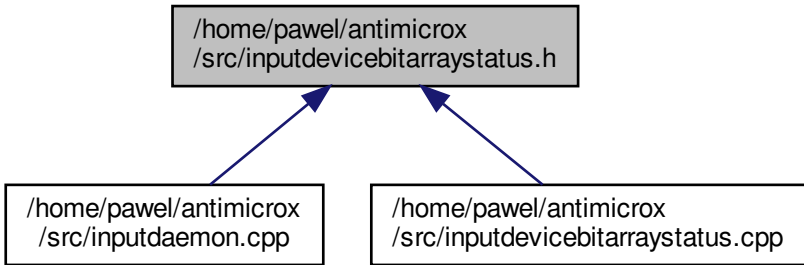 /home/pawel/antimicrox
/src/inputdevicebitarraystatus.h
/home/pawel/antimicrox
/src/inputdaemon.cpp
/home/pawel/antimicrox
/src/inputdevicebitarraystatus.cpp